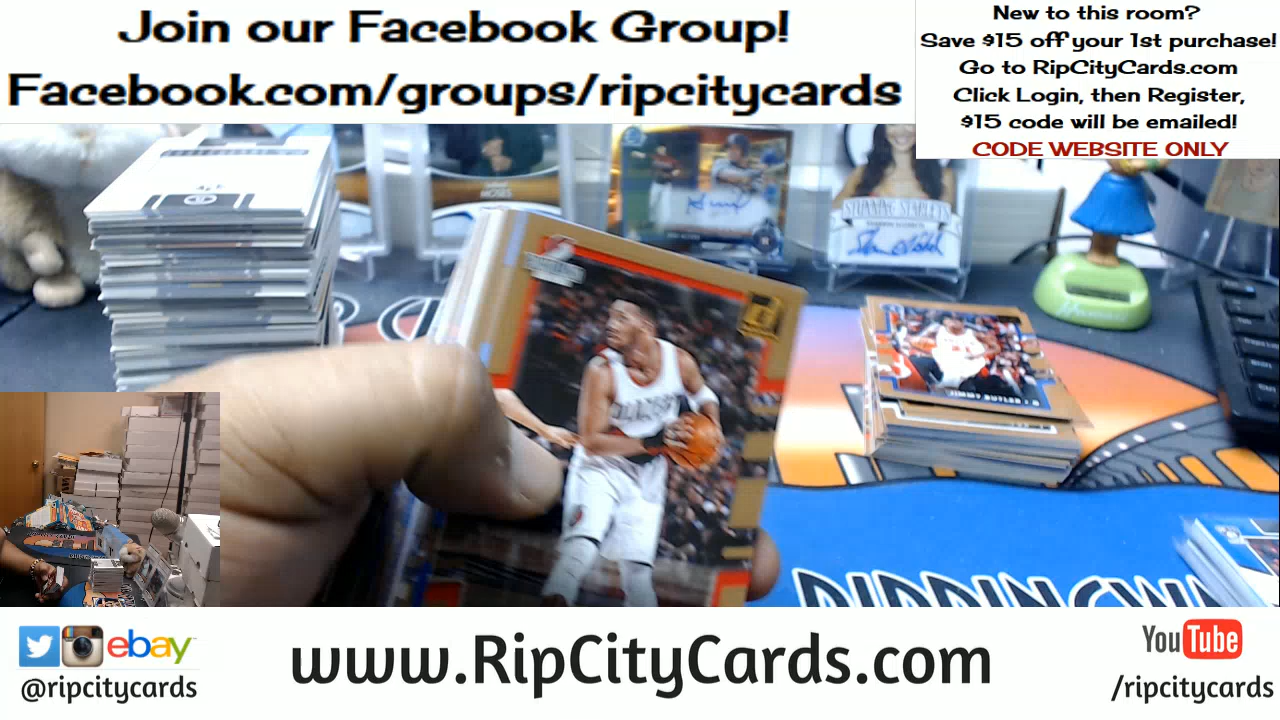 Join our Facebook Group!
Facebook.com/groups/ripcitycards
New to this room?
Save $15 off your 1st purchase!
Go to RipCityCards.com
Click Login, then Register,
$15 code will be emailed!
CODE WEBSITE ONLY
MOSES
STUNNING STARLETS
BLAZERS
JIMMY BUTLER • G
ebay
@ripcitycards
www.RipCityCards.com
YouTube
/ripcitycards